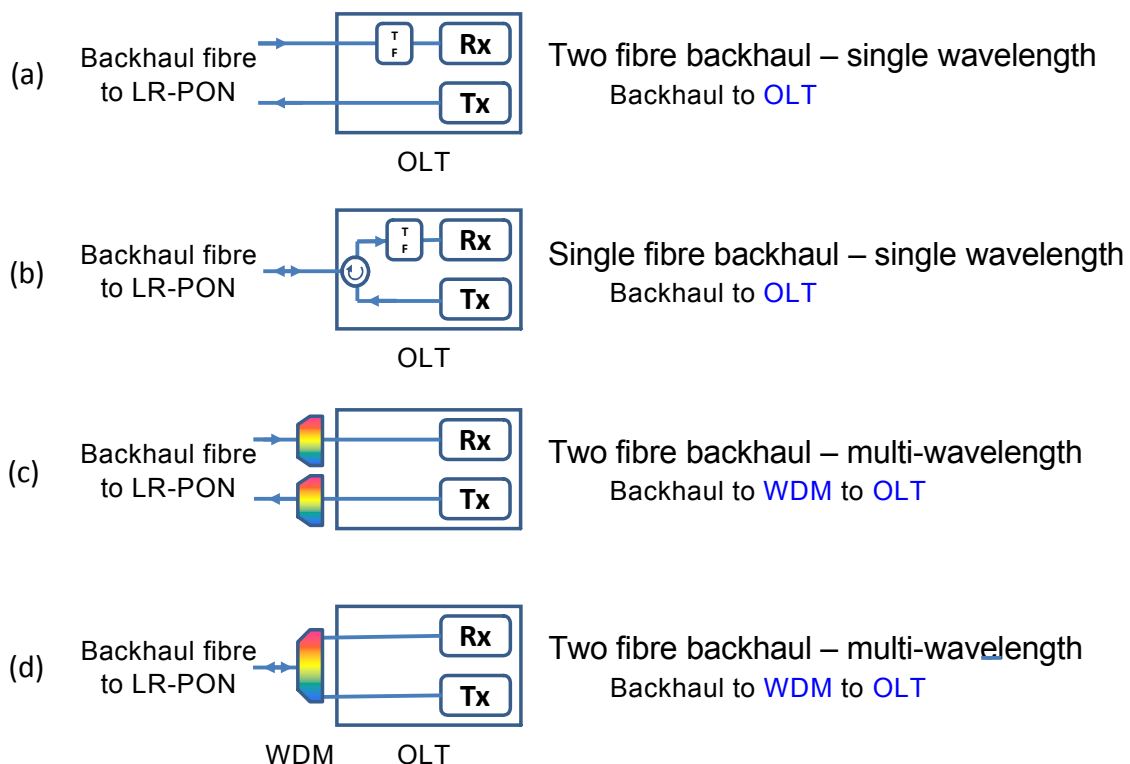 (a)
Backhaul fibre
to LR-PON
T
F
Rx
Tx
OLT
Two fibre backhaul – single wavelength
Backhaul to OLT
(b)
Backhaul fibre
to LR-PON
T
F
Rx
Tx
OLT
Single fibre backhaul – single wavelength
Backhaul to OLT
(c)
Backhaul fibre
to LR-PON
Rx
Tx
Two fibre backhaul – multi-wavelength
Backhaul to WDM to OLT
(d)
Backhaul fibre
to LR-PON
Rx
Tx
WDM
OLT
Two fibre backhaul – multi-wavelength
Backhaul to WDM to OLT